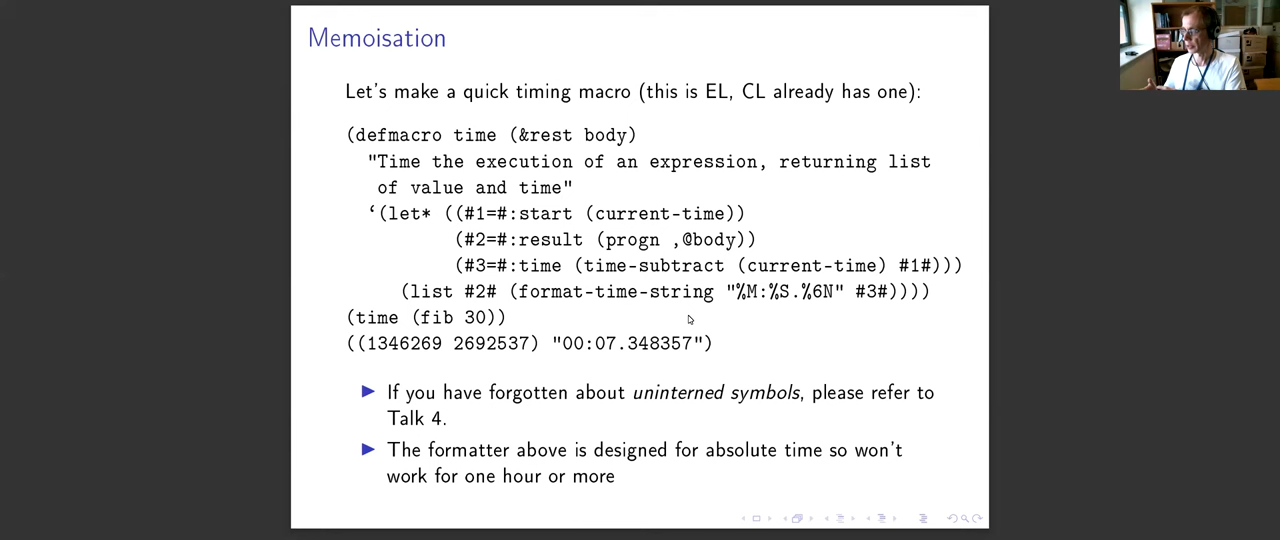 Memoisation
Let's make a quick timing macro (this is EL, CL already has one):
(defmacro time (&rest body)
"Time the execution of an expression, returning list
of value and time"
‘(let* ((#1=#:start (current-time))
(#2=#:result (progn ,@body))
(#3=#:time (time-subtract (current-time) #1#)))
(list #2# (format-time-string "%M:%S.%6N" #3#))))
(time (fib 30))
((1346269 2692537) "00:07.348357")
If you have forgotten about uninterned symbols, please refer to
Talk 4.
The formatter above is designed for absolute time so won't
work for one hour or more